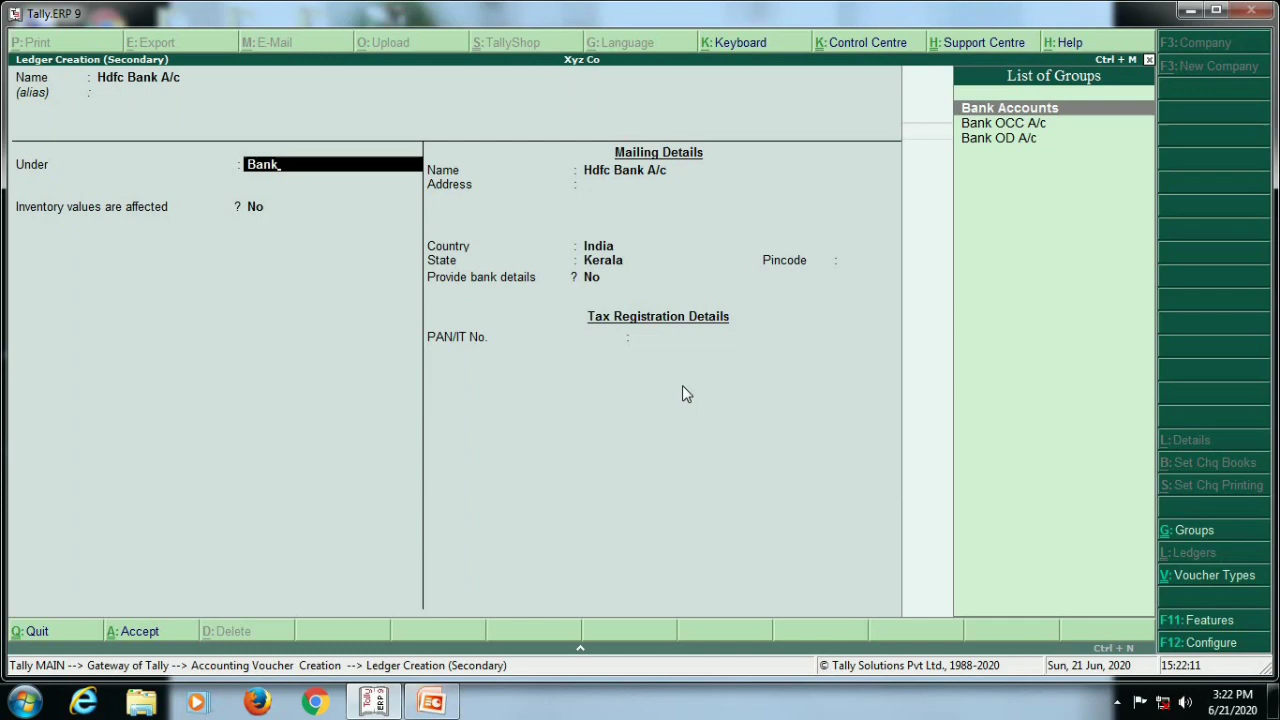 Tally.ERP 9
P: Print
E: Export
M: E-Mail
O: Upload
S: TallyShop
G: Language
K: Keyboard
K: Control Centre
H: Support Centre
H: Help
F3: Company
F3: New Company
Ledger Creation (Secondary)
Xyz Co
Ctrl + M
Name : Hdfc Bank A/c
(alias) :
List of Groups
Bank Accounts
Bank OCC A/c
Bank OD A/c
Under : Bank
Inventory values are affected ? No
Mailing Details
Name : Hdfc Bank A/c
Address :
Country : India
State : Kerala
Pincode :
Provide bank details ? No
Tax Registration Details
PAN/IT No. :
L: Details
B: Set Chq Books
S: Set Chq Printing
G: Groups
L: Ledgers
V: Voucher Types
F11: Features
F12: Configure
Q: Quit
A: Accept
D: Delete
Ctrl + N
Tally MAIN --> Gateway of Tally --> Accounting Voucher Creation --> Ledger Creation (Secondary)
© Tally Solutions Pvt Ltd., 1988-2020
Sun, 21 Jun, 2020
15:22:11
Tally
ERP 9
3:22 PM
6/21/2020